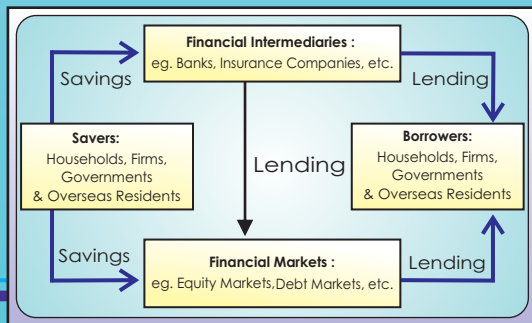 Financial Intermediaries :
eg. Banks, Insurance Companies, etc.
Savings
Lending
Savers:
Households, Firms,
Governments
& Overseas Residents
Lending
Borrowers:
Households, Firms,
Governments
& Overseas Residents
Savings
Financial Markets :
eg. Equity Markets, Debt Markets, etc.
Lending